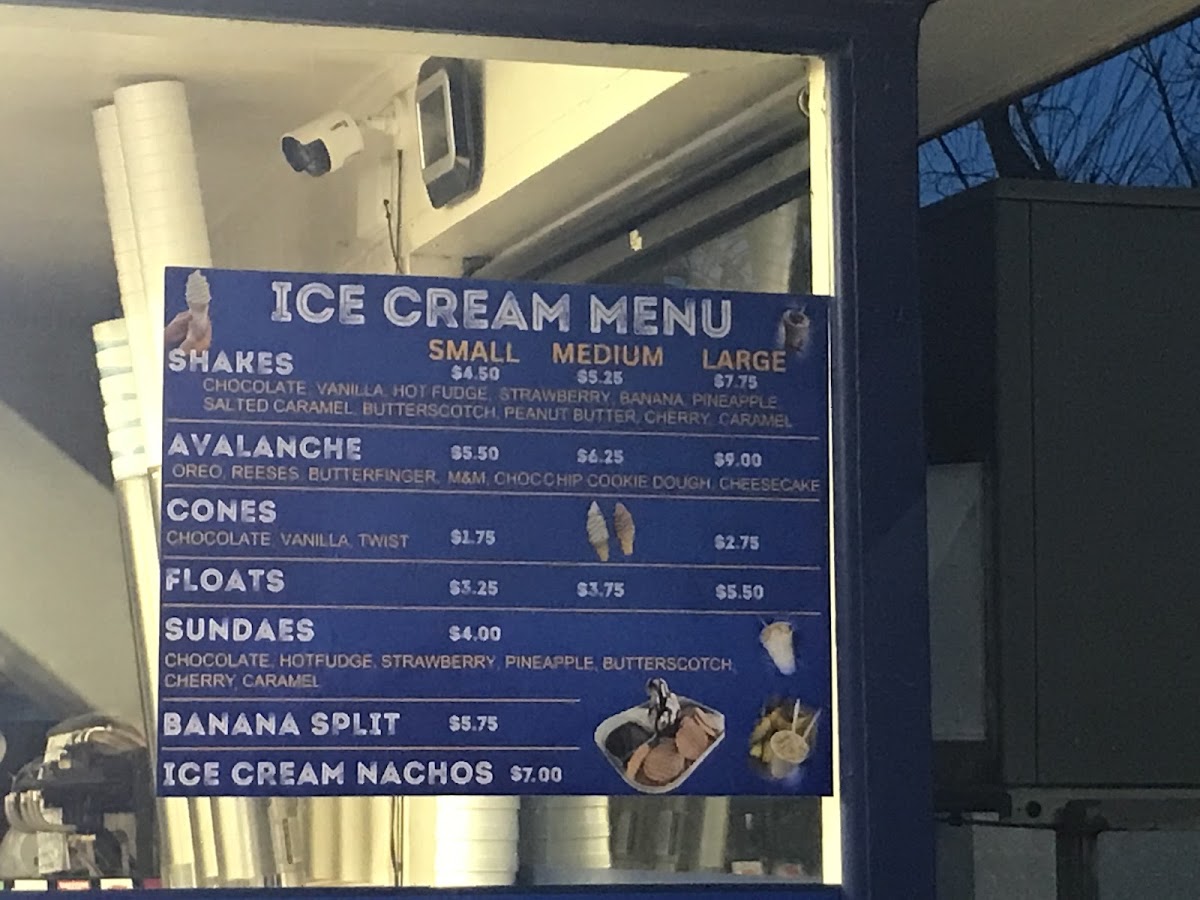 ICE CREAM MENU
SMALL MEDIUM LARGE
SHAKES $4.50 $5.25 $7.75
CHOCOLATE, VANILLA, HOT FUDGE, STRAWBERRY, BANANA, PINEAPPLE,
SALTED CARAMEL, BUTTERSCOTCH, PEANUT BUTTER, CHERRY, CARAMEL
AVALANCHE $5.50 $6.25 $9.00
OREO, REESES, BUTTERFINGER, M&M, CHOCCHIP COOKIE DOUGH, CHEESECAKE
CONES
CHOCOLATE, VANILLA, TWIST $1.75 $2.75
FLOATS $3.25 $3.75 $5.50
SUNDAES $4.00
CHOCOLATE, HOTFUDGE, STRAWBERRY, PINEAPPLE, BUTTERSCOTCH,
CHERRY, CARAMEL
BANANA SPLIT $5.75
ICE CREAM NACHOS $7.00